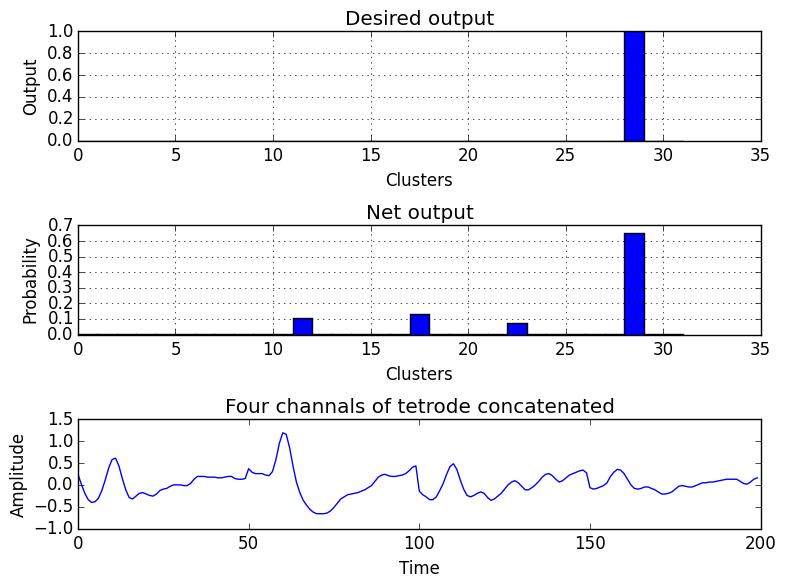 Desired output
1.0
0.8
0.6
0.4
0.2
0.0
Output
0 5 10 15 20 25 30 35
Clusters
Net output
0.7
0.6
0.5
0.4
0.3
0.2
0.1
0.0
Probability
0 5 10 15 20 25 30 35
Clusters
Four channels of tetrode concatenated
1.5
1.0
0.5
0.0
−0.5
−1.0
Amplitude
0 50 100 150 200
Time